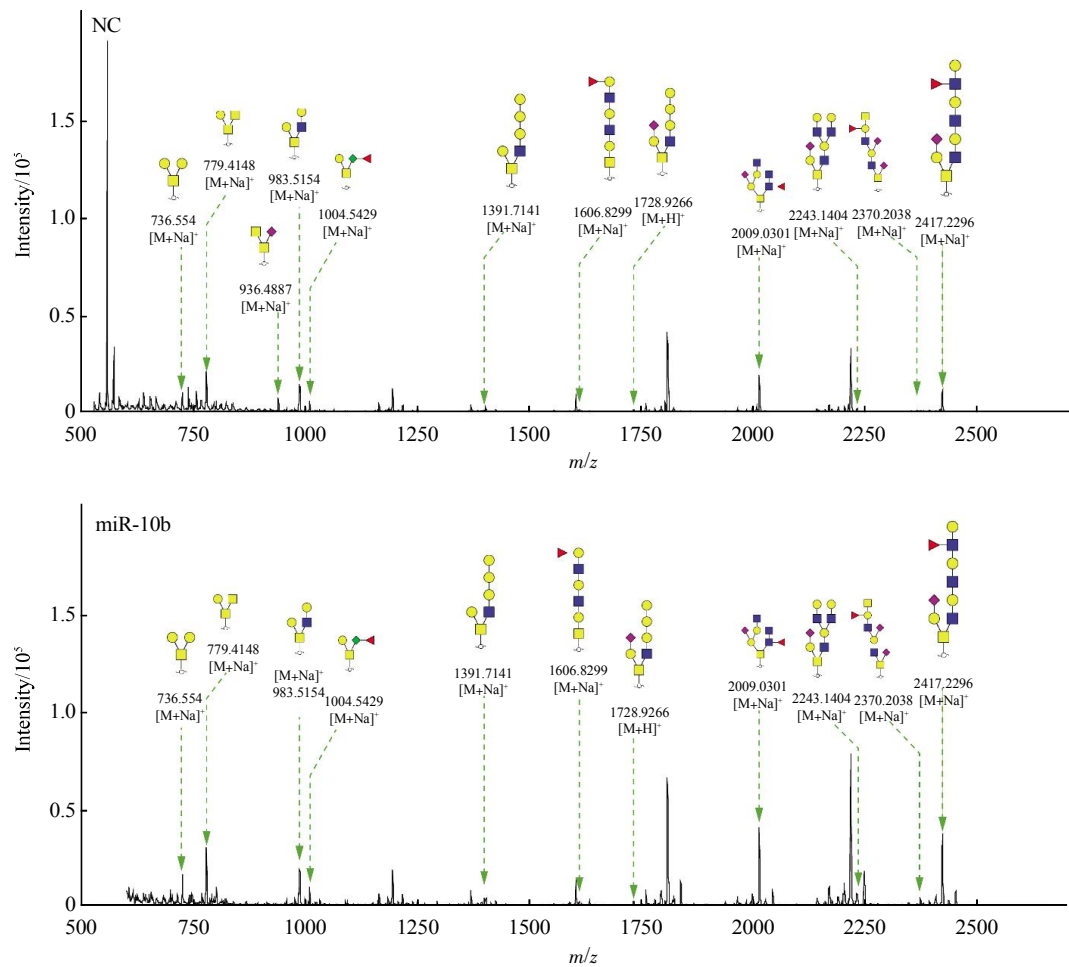 NC
Intensity/10⁵
1.5
1.0
0.5
0
736.554
[M+Na]⁺
779.4148
[M+Na]⁺
936.4887
[M+Na]⁺
983.5154
[M+Na]⁺
1004.5429
[M+Na]⁺
1391.7141
[M+Na]⁺
1606.8299
[M+Na]⁺
1728.9266
[M+H]⁺
2009.0301
[M+Na]⁺
2243.1404
[M+Na]⁺
2370.2038
[M+Na]⁺
2417.2296
[M+Na]⁺
500 750 1000 1250 1500 1750 2000 2250 2500
m/z
miR-10b
Intensity/10⁵
1.5
1.0
0.5
0
736.554
[M+Na]⁺
779.4148
[M+Na]⁺
[M+Na]⁺
983.5154
1004.5429
[M+Na]⁺
1391.7141
[M+Na]⁺
1606.8299
[M+Na]⁺
1728.9266
[M+H]⁺
2009.0301
[M+Na]⁺
2243.1404
[M+Na]⁺
2370.2038
[M+Na]⁺
2417.2296
[M+Na]⁺
500 750 1000 1250 1500 1750 2000 2250 2500
m/z